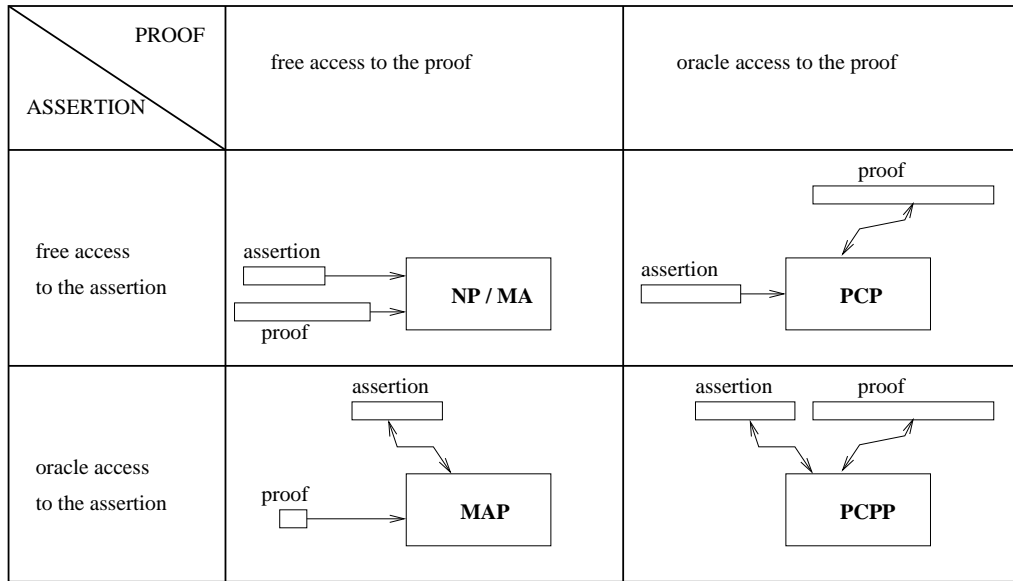 PROOF
ASSERTION
free access to the proof
oracle access to the proof
free access
to the assertion
assertion
proof
NP / MA
proof
assertion
PCP
oracle access
to the assertion
assertion
proof
MAP
assertion
proof
PCPP